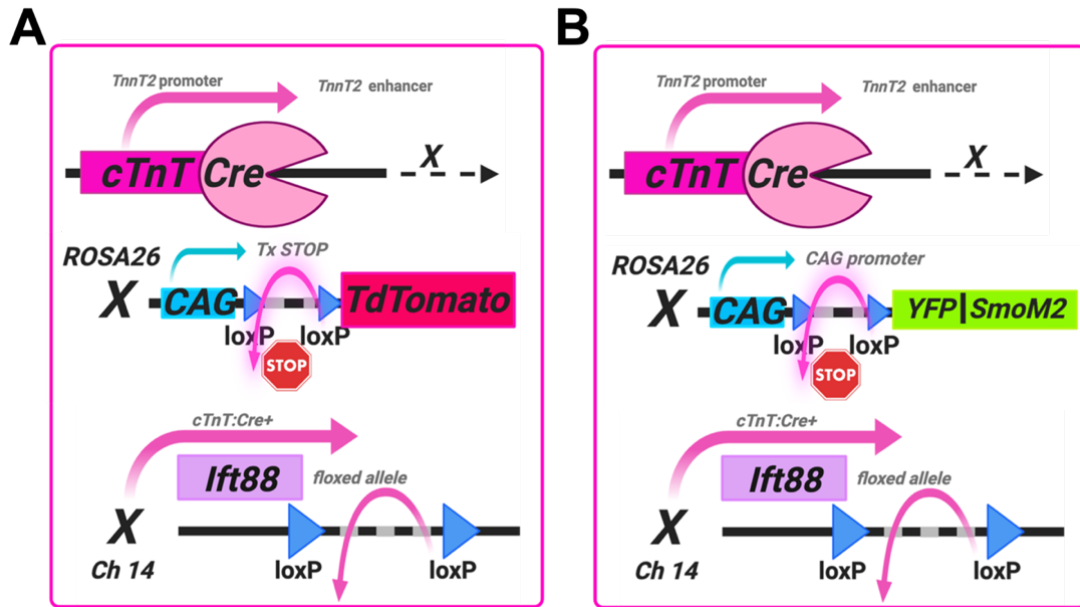 A
TnnT2 promoter
TnnT2 enhancer
cTnT Cre
X
ROSA26
Tx STOP
X
CAG
TdTomato
loxP loxP
STOP
cTnT:Cre+
Ift88
floxed allele
X
loxP loxP
Ch 14
B
TnnT2 promoter
TnnT2 enhancer
cTnT Cre
X
ROSA26
CAG promoter
X
CAG
YFP|SmoM2
loxP loxP
STOP
cTnT:Cre+
Ift88
floxed allele
X
loxP loxP
Ch 14